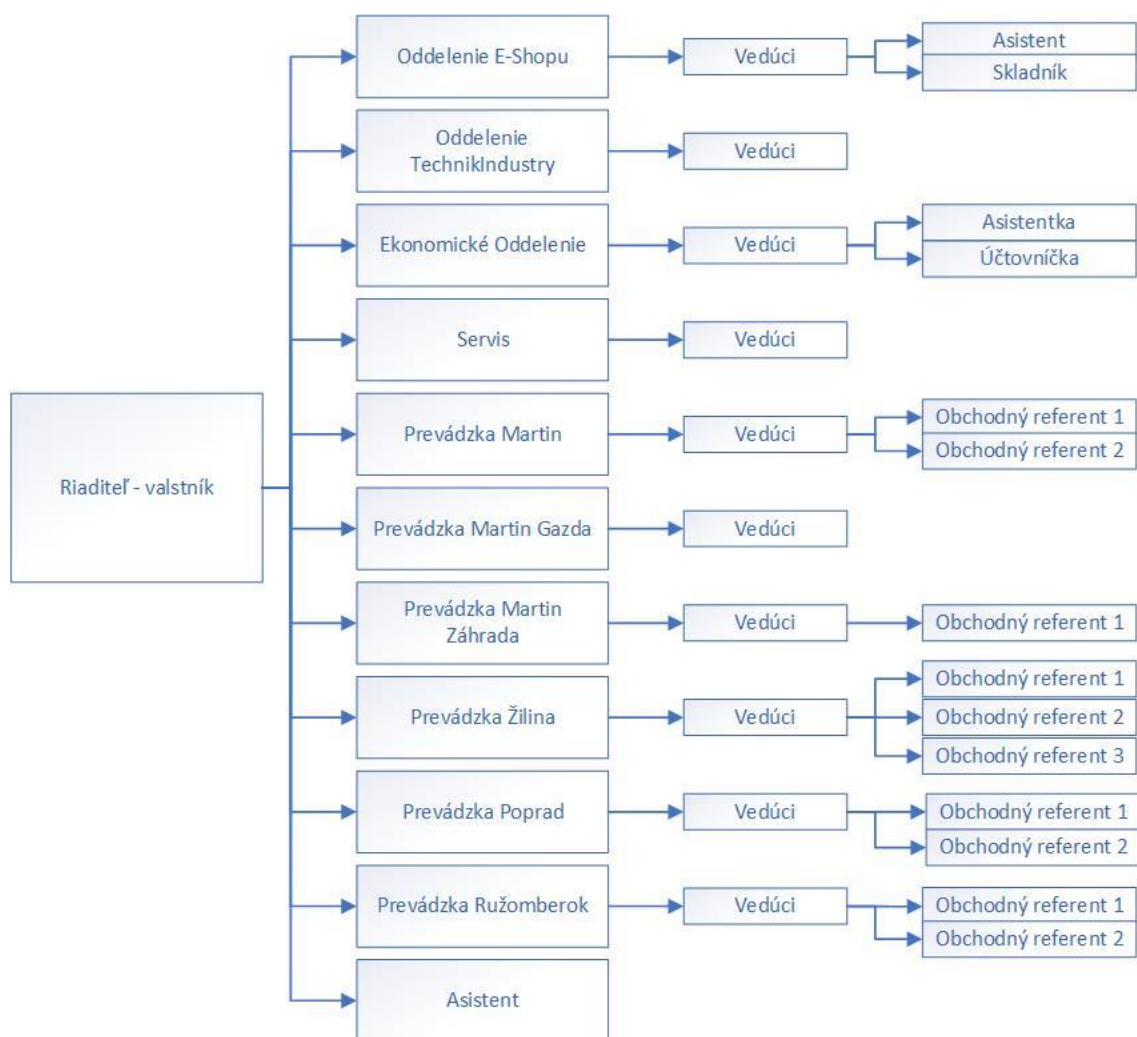 Oddelenie E-Shopu
Vedúci
Asistent
Skladník
Oddelenie
TechnikIndustry
Vedúci
Ekonomické Oddelenie
Vedúci
Asistentka
Účtovníčka
Servis
Vedúci
Riaditeľ - valstník
Prevádzka Martin
Vedúci
Obchodný referent 1
Obchodný referent 2
Prevádzka Martin Gazda
Vedúci
Prevádzka Martin
Záhrada
Vedúci
Obchodný referent 1
Prevádzka Žilina
Vedúci
Obchodný referent 1
Obchodný referent 2
Obchodný referent 3
Prevádzka Poprad
Vedúci
Obchodný referent 1
Obchodný referent 2
Prevádzka Ružomberok
Vedúci
Obchodný referent 1
Obchodný referent 2
Asistent